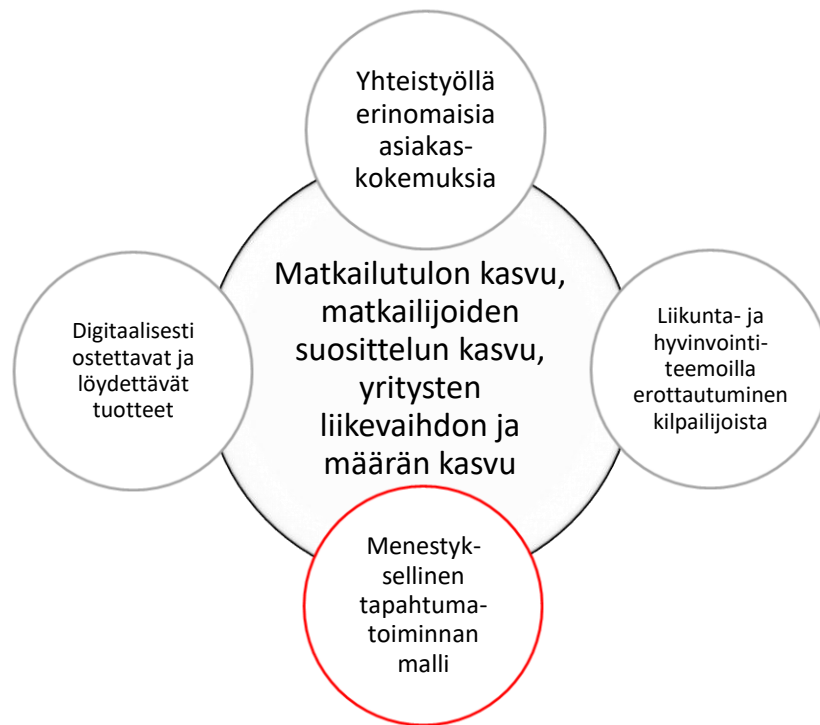 Yhteistyöllä
erinomaisia
asiakas-
kokemuksia
Matkailutulon kasvu,
matkailijoiden
suosittelun kasvu,
yritysten
liikevaihdon ja
määrän kasvu
Digitaalisesti
ostettavat ja
löydettävät
tuotteet
Liikunta- ja
hyvinvointi-
teemoilla
erottautuminen
kilpailijoista
Menestyk-
sellinen
tapahtuma-
toiminnan
malli